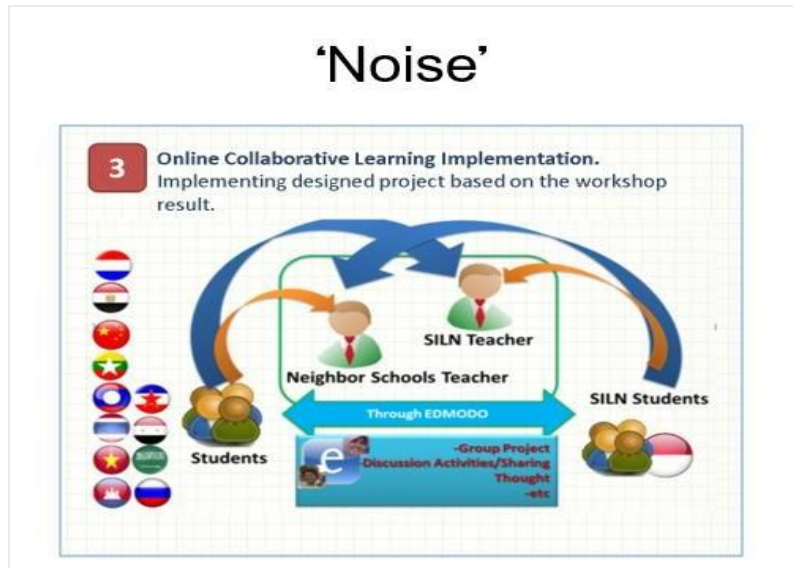 ‘Noise’
3
Online Collaborative Learning Implementation.
Implementing designed project based on the workshop
result.
SILN Teacher
Neighbor Schools Teacher
SILN Students
Through EDMODO
Students
e
-Group Project
-Discussion Activities/Sharing
Thought
-etc